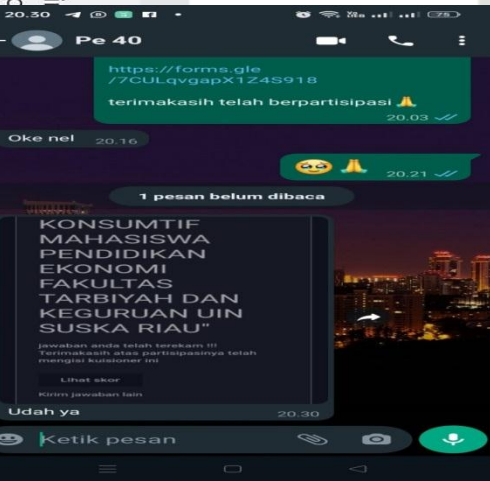 20.30
75
Pe 40
https://forms.gle
/7CULqvgapX1Z4S918
terimakasih telah berpartisipasi 🙏
20.03
Oke nel 20.16
🥹 🙏 20.21
1 pesan belum dibaca
KONSUMTIF
MAHASISWA
PENDIDIKAN
EKONOMI
FAKULTAS
TARBIYAH DAN
KEGURUAN UIN
SUSKA RIAU"
jawaban anda telah terekam !!!
Terimakasih atas partisipasinya telah
mengisi kuisioner ini
Lihat skor
Kirim jawaban lain
Udah ya 20.30
Ketik pesan